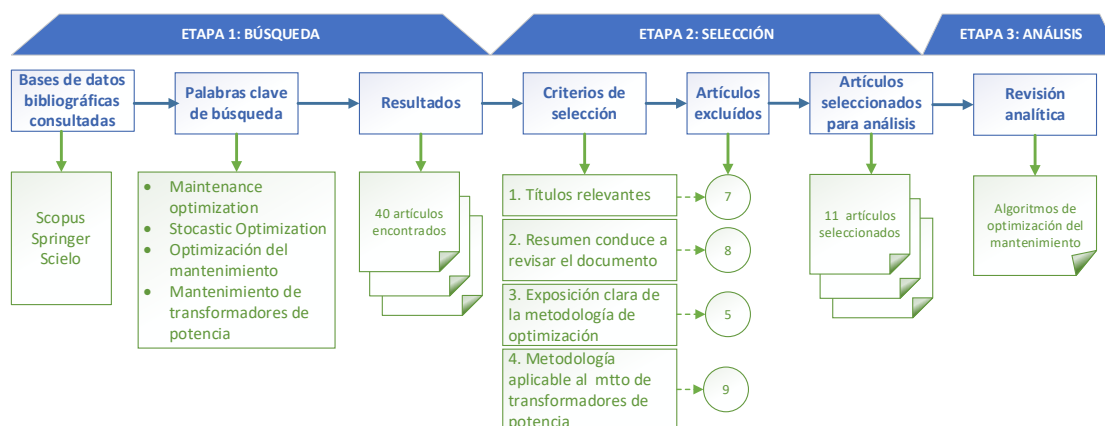 ETAPA 1: BÚSQUEDA
ETAPA 2: SELECCIÓN
ETAPA 3: ANÁLISIS
Bases de datos
bibliográficas
consultadas
Palabras clave
de búsqueda
Resultados
Criterios de
selección
Artículos
excluídos
Artículos
seleccionados
para análisis
Revisión
analítica
Scopus
Springer
Scielo
• Maintenance
optimization
• Stocastic Optimization
• Optimización del
mantenimiento
• Mantenimiento de
transformadores de
potencia
40 artículos
encontrados
1. Títulos relevantes
7
2. Resumen conduce a
revisar el documento
8
3. Exposición clara de
la metodología de
optimización
5
4. Metodología
aplicable al mtto de
transformadores de
potencia
9
11 artículos
seleccionados
Algoritmos de
optimización del
mantenimiento